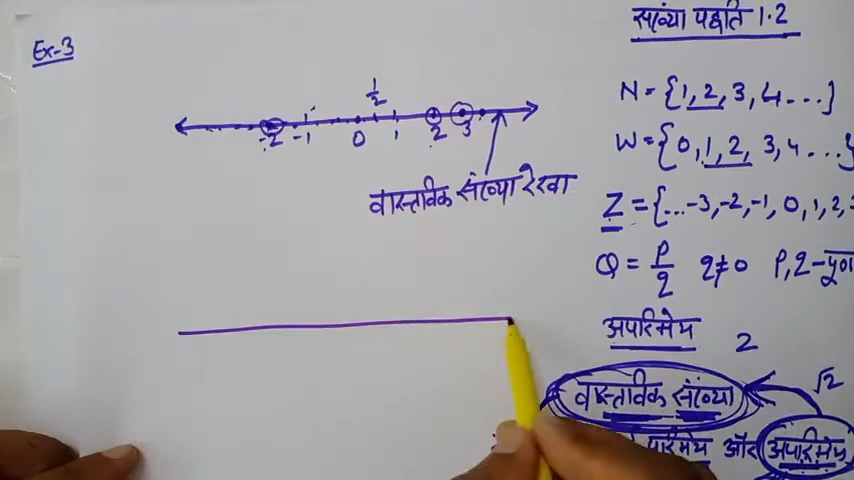 संख्या पद्धति 1.2
Ex-3
N = {1, 2, 3, 4 ...}
1/2
-2 -1 0 1 2 3
W = {0, 1, 2, 3, 4 ...}
वास्तविक संख्या रेखा
Z = {...-3, -2, -1, 0, 1, 2,
Q = p/q q≠0 p,q-
अपरिमेय
2
√2
वास्तविक संख्या
परिमेय और अपरिमेय